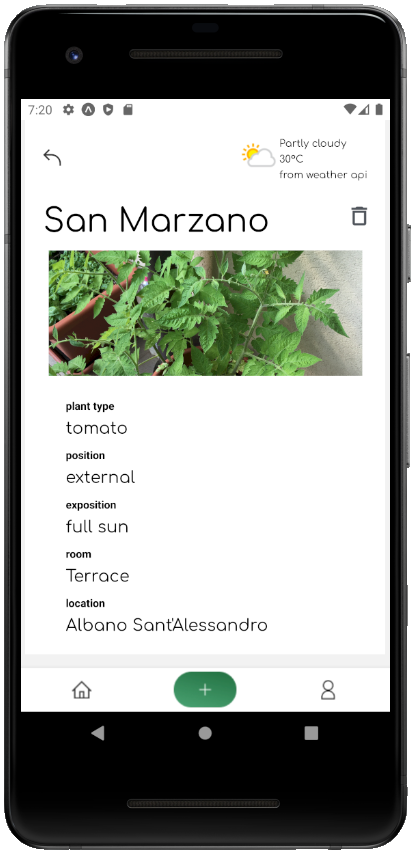 7:20
Partly cloudy
30°C
from weather api
San Marzano
plant type
tomato
position
external
exposition
full sun
room
Terrace
location
Albano Sant'Alessandro